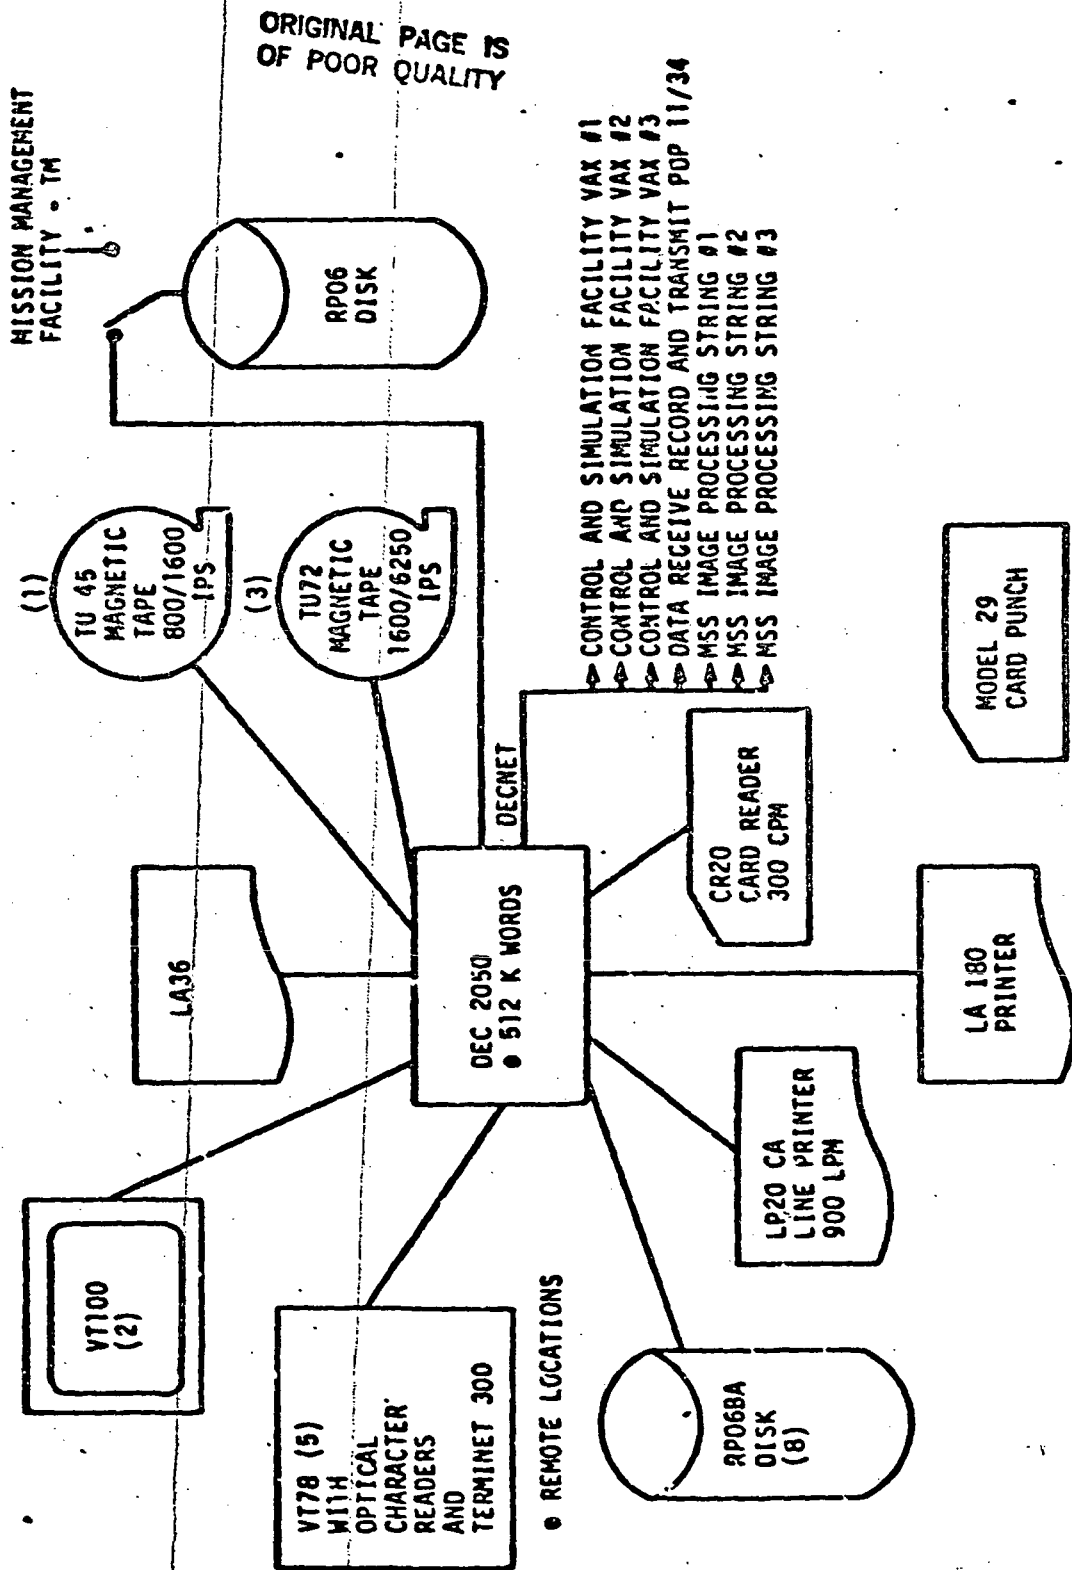 ORIGINAL PAGE IS
OF POOR QUALITY
MISSION MANAGEMENT
FACILITY - TM
RP06
DISK
(1)
TU 45
MAGNETIC
TAPE
800/1600
IPS
(3)
TU72
MAGNETIC
TAPE
1600/6250
IPS
LA36
VT100
(2)
VT78 (5)
WITH
OPTICAL
CHARACTER
READERS
AND
TERMINET 300
● REMOTE LOCATIONS
DEC 2050
● 512 K WORDS
DECNET
CONTROL AND SIMULATION FACILITY VAX #1
CONTROL AND SIMULATION FACILITY VAX #2
CONTROL AND SIMULATION FACILITY VAX #3
DATA RECEIVE RECORD AND TRANSMIT PDP 11/34
MSS IMAGE PROCESSING STRING #1
MSS IMAGE PROCESSING STRING #2
MSS IMAGE PROCESSING STRING #3
RP06BA
DISK
(8)
LP20 CA
LINE PRINTER
900 LPM
LA 180
PRINTER
CR20
CARD READER
300 CPM
MODEL 29
CARD PUNCH